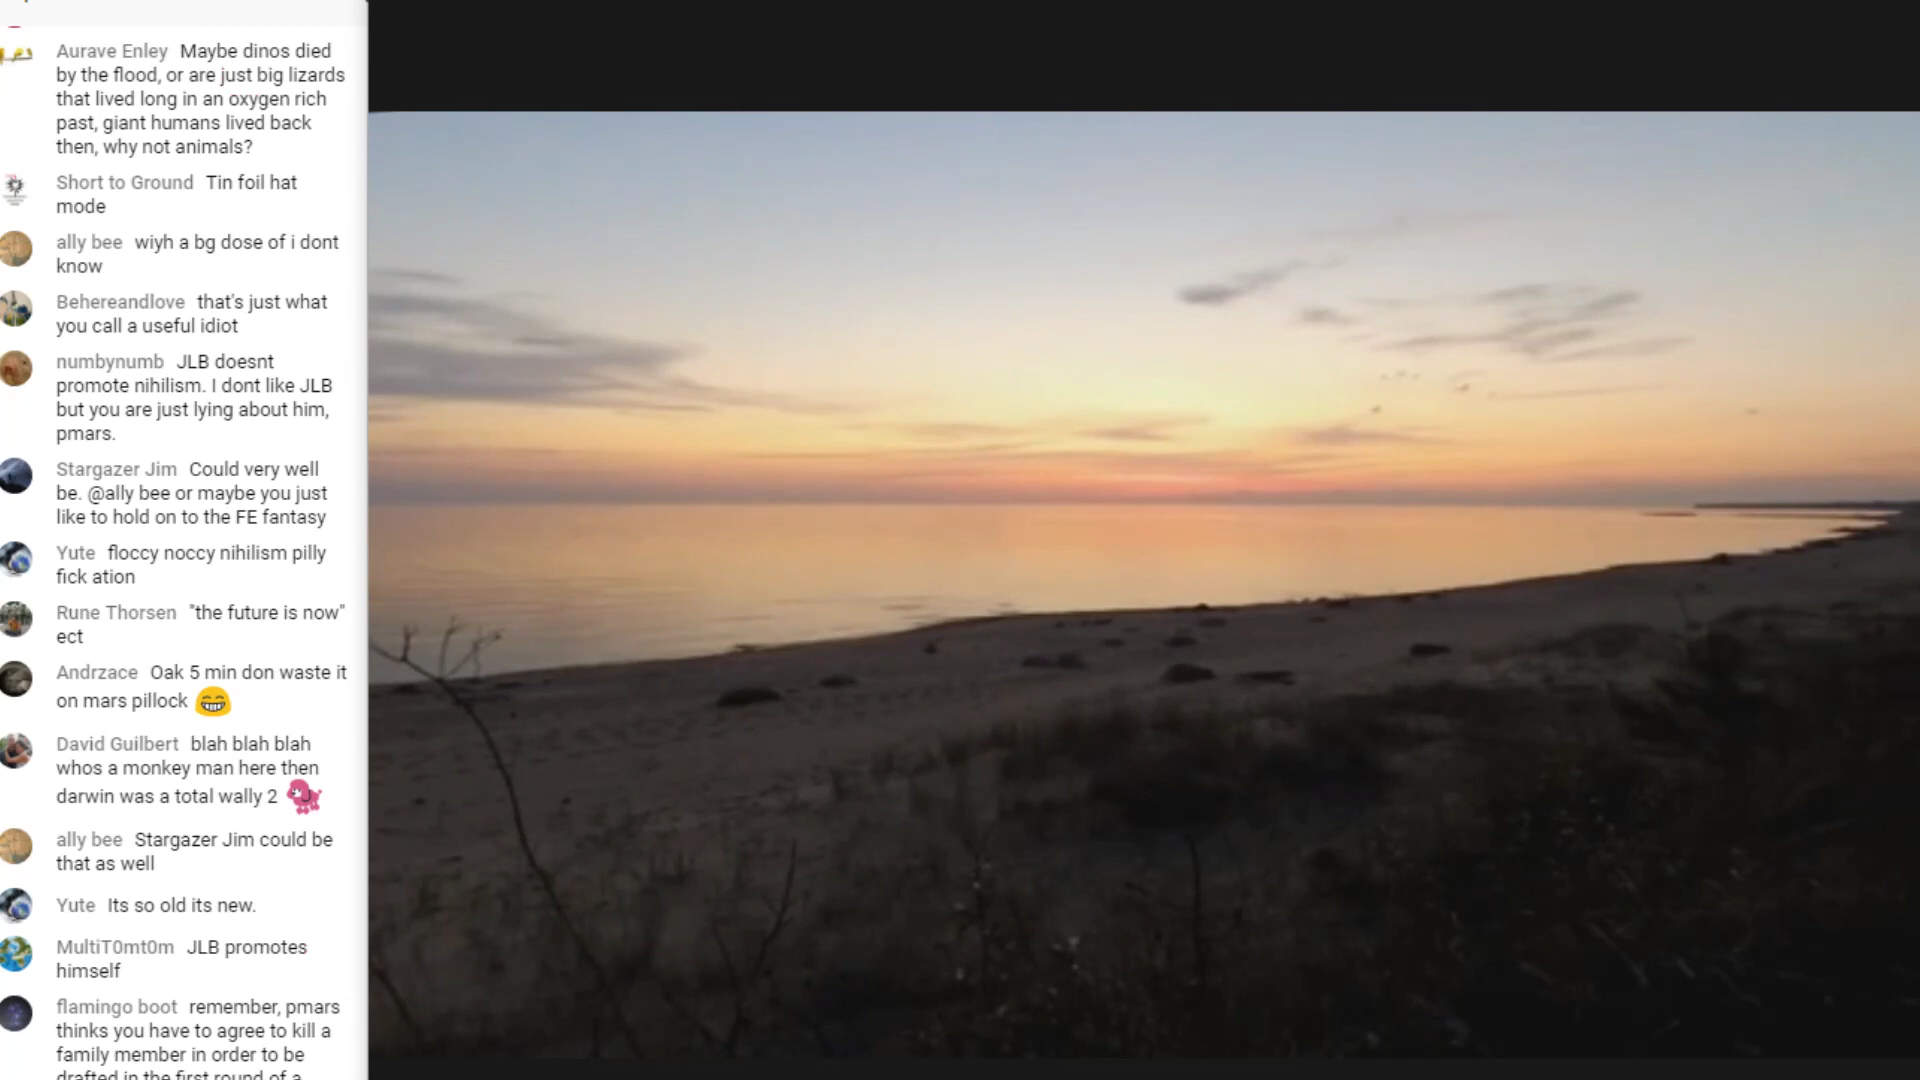 Aurave Enley Maybe dinos died
by the flood, or are just big lizards
that lived long in an oxygen rich
past, giant humans lived back
then, why not animals?
Short to Ground Tin foil hat
mode
ally bee wiyh a bg dose of i dont
know
Behereandlove that's just what
you call a useful idiot
numbynumb JLB doesnt
promote nihilism. I dont like JLB
but you are just lying about him,
pmars.
Stargazer Jim Could very well
be. @ally bee or maybe you just
like to hold on to the FE fantasy
Yute floccy noccy nihilism pilly
fick ation
Rune Thorsen "the future is now"
ect
Andrzace Oak 5 min don waste it
on mars pillock 😁
David Guilbert blah blah blah
whos a monkey man here then
darwin was a total wally 2 🐩
ally bee Stargazer Jim could be
that as well
Yute Its so old its new.
MultiT0mt0m JLB promotes
himself
flamingo boot remember, pmars
thinks you have to agree to kill a
family member in order to be
drafted in the first round of a